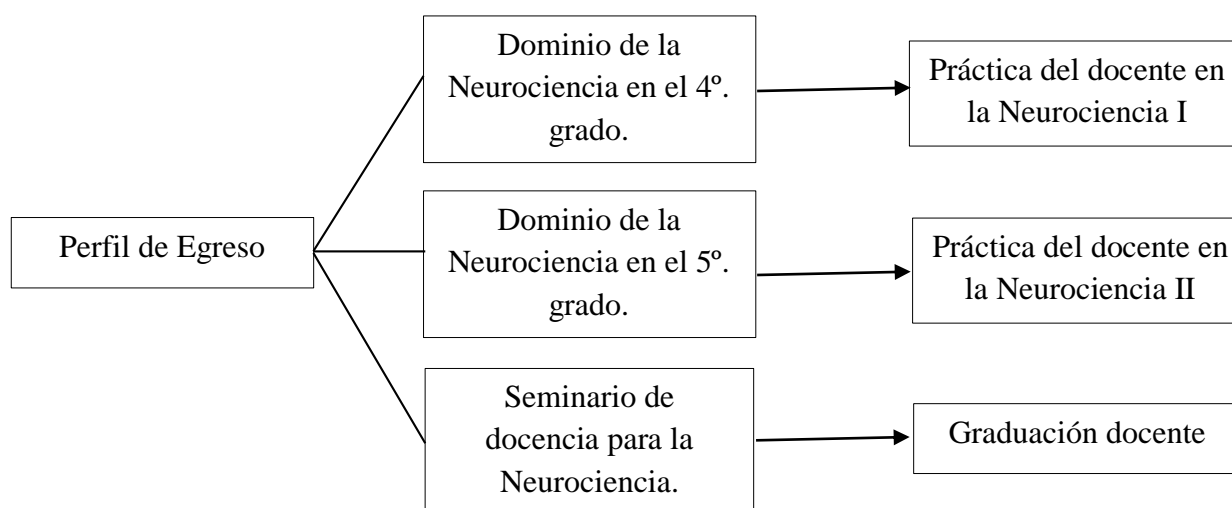 Perfil de Egreso
Dominio de la
Neurociencia en el 4º.
grado.
Práctica del docente en
la Neurociencia I
Dominio de la
Neurociencia en el 5º.
grado.
Práctica del docente en
la Neurociencia II
Seminario de
docencia para la
Neurociencia.
Graduación docente